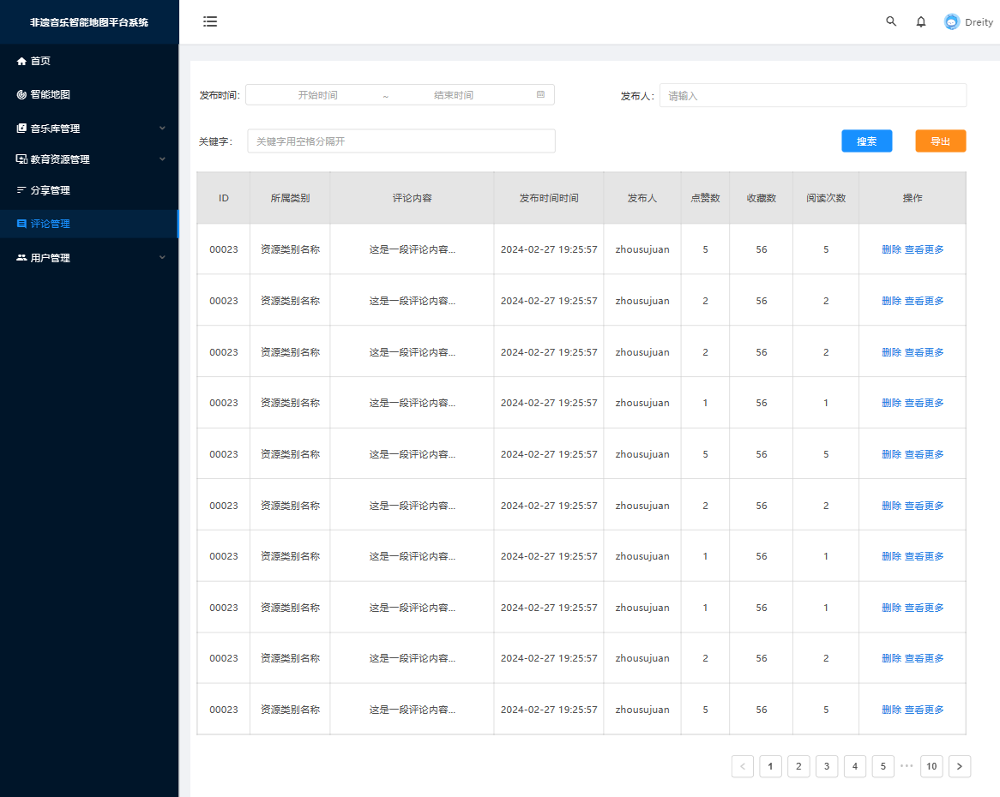 非遗音乐智能地图平台系统
Dreity
首页
智能地图
音乐库管理
教育资源管理
分享管理
评论管理
用户管理
发布时间: 开始时间 ~ 结束时间 发布人: 请输入
关键字: 关键字用空格分隔开 搜索 导出
ID 所属类别 评论内容 发布时间时间 发布人 点赞数 收藏数 阅读次数 操作
00023 资源类别名称 这是一段评论内容... 2024-02-27 19:25:57 zhousujuan 5 56 5 删除 查看更多
00023 资源类别名称 这是一段评论内容... 2024-02-27 19:25:57 zhousujuan 2 56 2 删除 查看更多
00023 资源类别名称 这是一段评论内容... 2024-02-27 19:25:57 zhousujuan 2 56 2 删除 查看更多
00023 资源类别名称 这是一段评论内容... 2024-02-27 19:25:57 zhousujuan 1 56 1 删除 查看更多
00023 资源类别名称 这是一段评论内容... 2024-02-27 19:25:57 zhousujuan 5 56 5 删除 查看更多
00023 资源类别名称 这是一段评论内容... 2024-02-27 19:25:57 zhousujuan 2 56 2 删除 查看更多
00023 资源类别名称 这是一段评论内容... 2024-02-27 19:25:57 zhousujuan 1 56 1 删除 查看更多
00023 资源类别名称 这是一段评论内容... 2024-02-27 19:25:57 zhousujuan 1 56 1 删除 查看更多
00023 资源类别名称 这是一段评论内容... 2024-02-27 19:25:57 zhousujuan 2 56 2 删除 查看更多
00023 资源类别名称 这是一段评论内容... 2024-02-27 19:25:57 zhousujuan 5 56 5 删除 查看更多
< 1 2 3 4 5 ••• 10 >